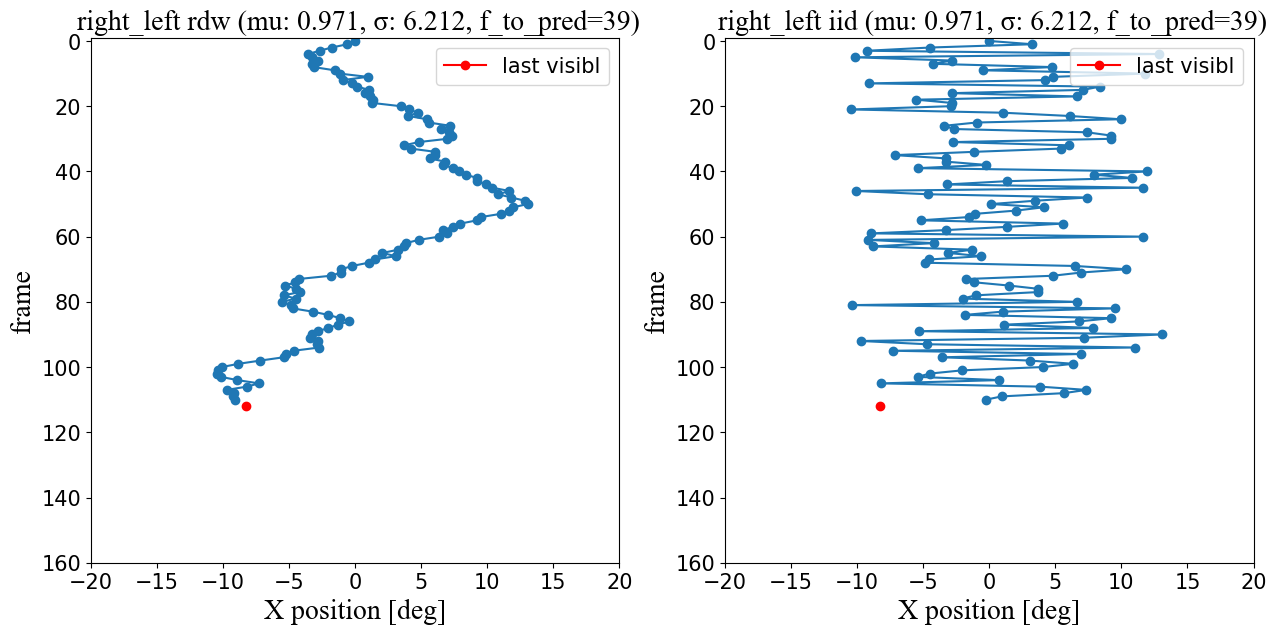 right_left rdw (mu: 0.971, σ: 6.212, f_to_pred=39)
last visibl
0
20
40
60
80
100
120
140
160
frame
−20 −15 −10 −5 0 5 10 15 20
X position [deg]
right_left iid (mu: 0.971, σ: 6.212, f_to_pred=39)
last visibl
0
20
40
60
80
100
120
140
160
frame
−20 −15 −10 −5 0 5 10 15 20
X position [deg]